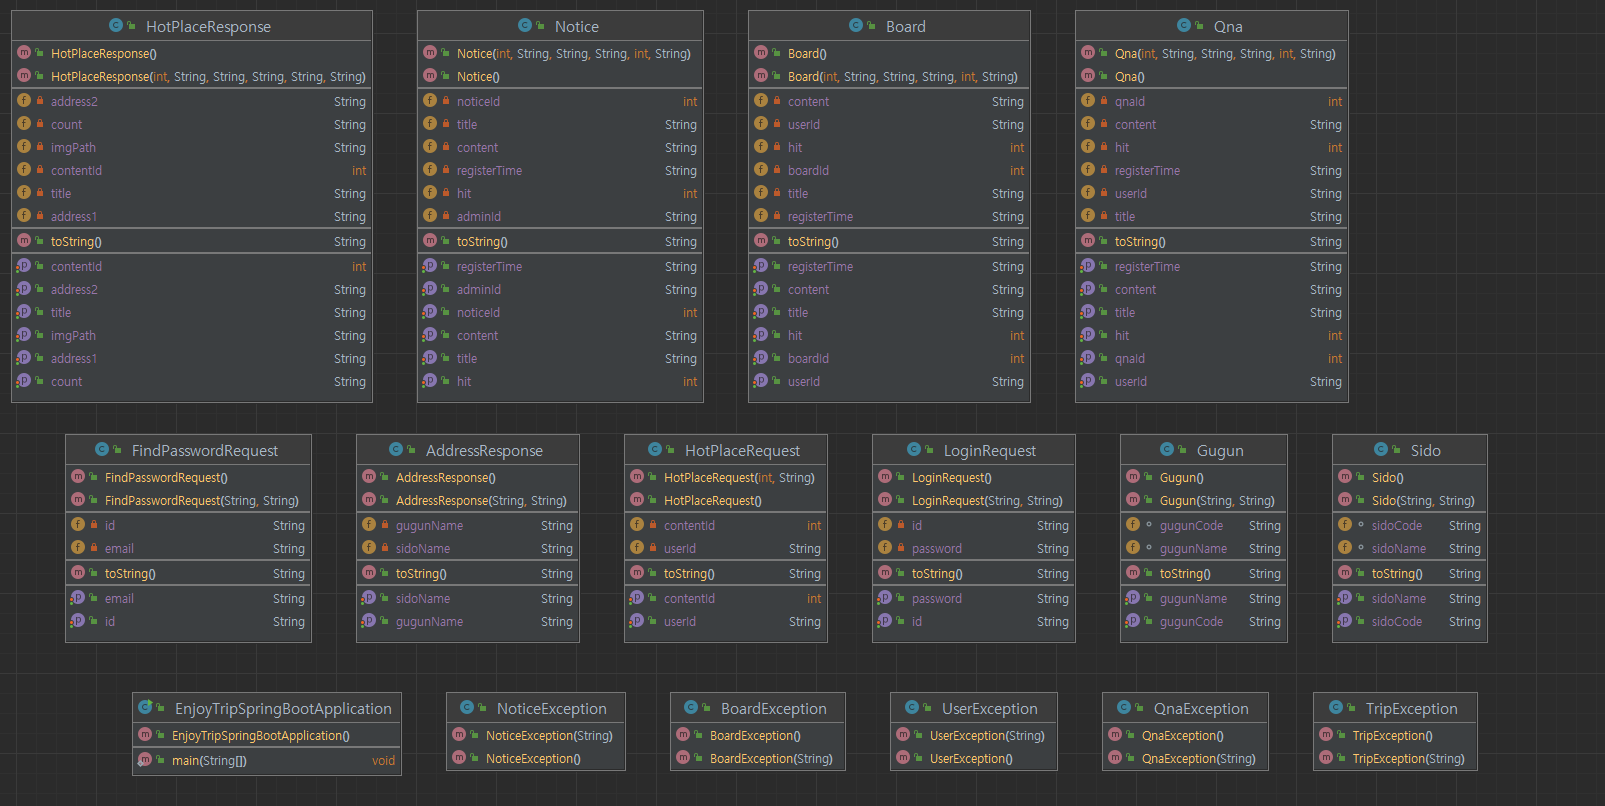 HotPlaceResponse
HotPlaceResponse()
HotPlaceResponse(int, String, String, String, String, String)
address2 String
count String
imgPath String
contentId int
title String
address1 String
toString() String
contentId int
address2 String
title String
imgPath String
address1 String
count String
Notice
Notice(int, String, String, String, int, String)
Notice()
noticeId int
title String
content String
registerTime String
hit int
adminId String
toString() String
registerTime String
adminId String
noticeId int
content String
title String
hit int
Board
Board()
Board(int, String, String, String, int, String)
content String
userId String
hit int
boardId int
title String
registerTime String
toString() String
registerTime String
content String
title String
hit int
boardId int
userId String
Qna
Qna(int, String, String, String, int, String)
Qna()
qnaId int
content String
hit int
registerTime String
userId String
title String
toString() String
registerTime String
content String
title String
hit int
qnaId int
userId String
FindPasswordRequest
FindPasswordRequest()
FindPasswordRequest(String, String)
id String
email String
toString() String
email String
id String
AddressResponse
AddressResponse()
AddressResponse(String, String)
gugunName String
sidoName String
toString() String
sidoName String
gugunName String
HotPlaceRequest
HotPlaceRequest(int, String)
HotPlaceRequest()
contentId int
userId String
toString() String
contentId int
userId String
LoginRequest
LoginRequest()
LoginRequest(String, String)
id String
password String
toString() String
password String
id String
Gugun
Gugun()
Gugun(String, String)
gugunCode String
gugunName String
toString() String
gugunName String
gugunCode String
Sido
Sido()
Sido(String, String)
sidoCode String
sidoName String
toString() String
sidoName String
sidoCode String
EnjoyTripSpringBootApplication
EnjoyTripSpringBootApplication()
main(String[]) void
NoticeException
NoticeException(String)
NoticeException()
BoardException
BoardException()
BoardException(String)
UserException
UserException(String)
UserException()
QnaException
QnaException()
QnaException(String)
TripException
TripException()
TripException(String)